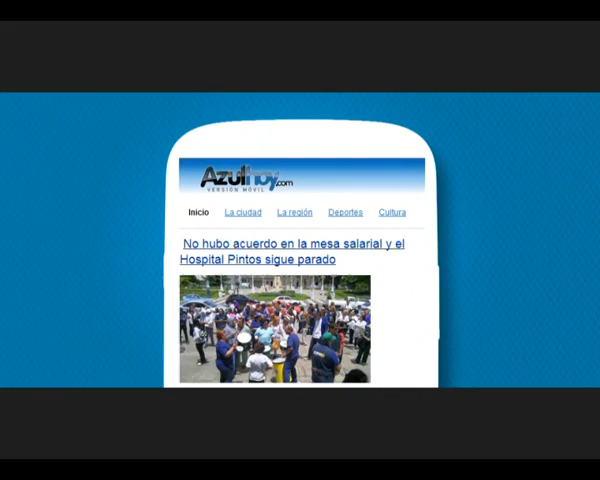 Azulhoy.com
VERSIÓN MÓVIL
Inicio La ciudad La región Deportes Cultura
No hubo acuerdo en la mesa salarial y el
Hospital Pintos sigue parado